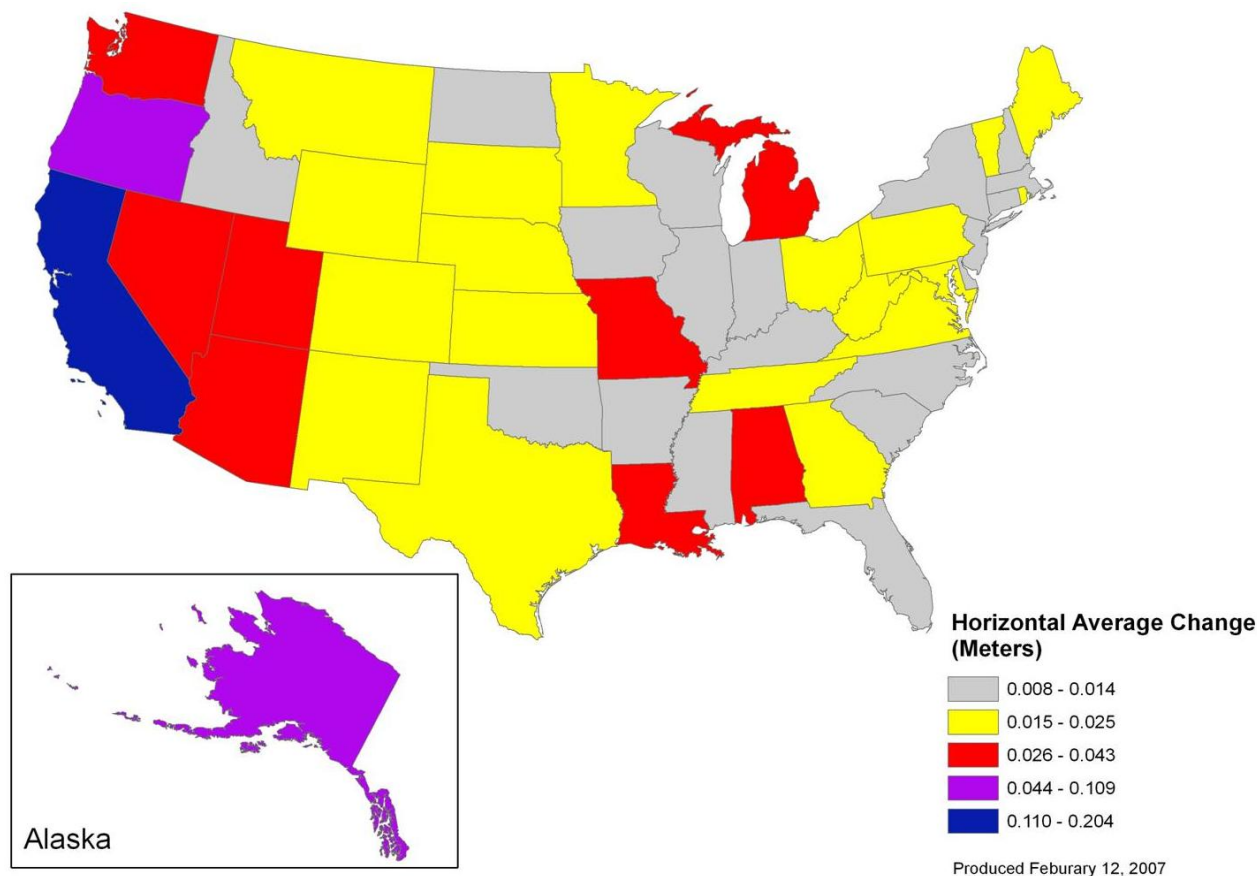 Alaska
Horizontal Average Change
(Meters)
0.008 - 0.014
0.015 - 0.025
0.026 - 0.043
0.044 - 0.109
0.110 - 0.204
Produced Feburary 12, 2007